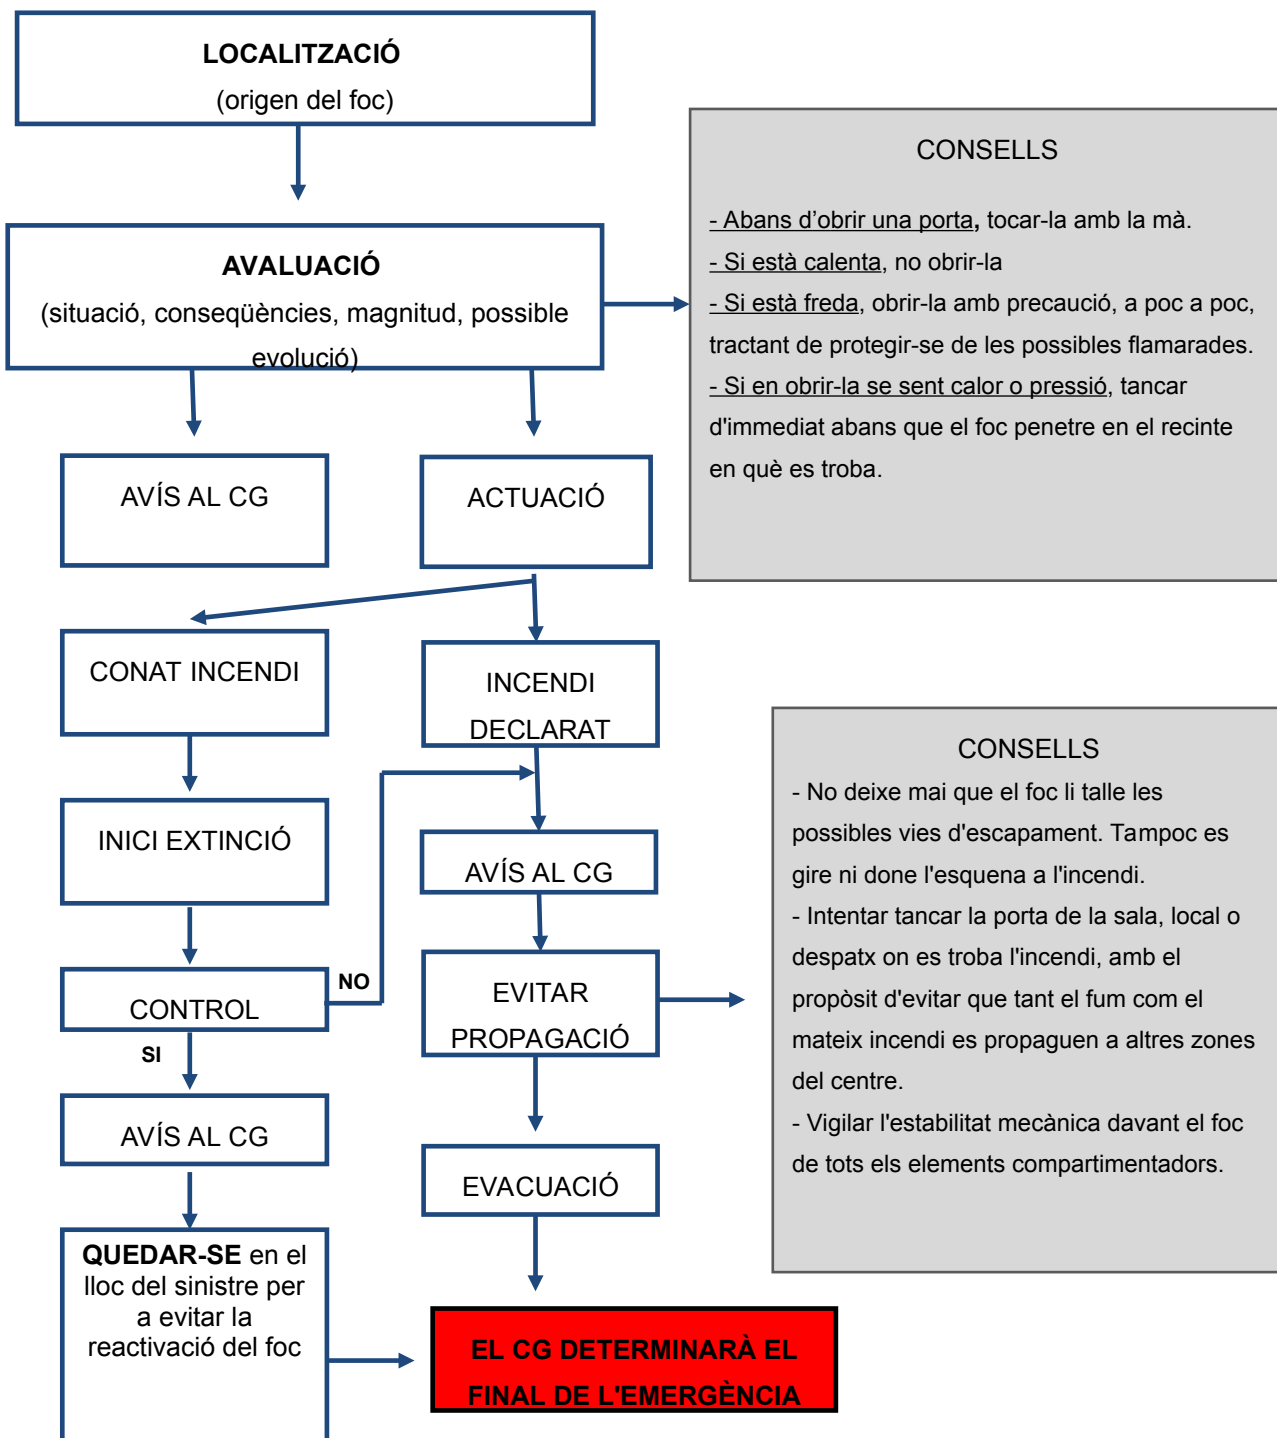 LOCALITZACIÓ
(origen del foc)
CONSELLS
- Abans d’obrir una porta, tocar-la amb la mà.
- Si està calenta, no obrir-la
- Si està freda, obrir-la amb precaució, a poc a poc,
tractant de protegir-se de les possibles flamarades.
- Si en obrir-la se sent calor o pressió, tancar
d'immediat abans que el foc penetre en el recinte
en què es troba.
AVALUACIÓ
(situació, conseqüències, magnitud, possible
evolució)
AVÍS AL CG
ACTUACIÓ
CONAT INCENDI
INCENDI
DECLARAT
INICI EXTINCIÓ
AVÍS AL CG
CONTROL
NO
SI
EVITAR
PROPAGACIÓ
CONSELLS
- No deixe mai que el foc li talle les
possibles vies d'escapament. Tampoc es
gire ni done l'esquena a l'incendi.
- Intentar tancar la porta de la sala, local o
despatx on es troba l'incendi, amb el
propòsit d'evitar que tant el fum com el
mateix incendi es propaguen a altres zones
del centre.
- Vigilar l'estabilitat mecànica davant el foc
de tots els elements compartimentadors.
AVÍS AL CG
EVACUACIÓ
QUEDAR-SE en el
lloc del sinistre per
a evitar la
reactivació del foc
EL CG DETERMINARÀ EL
FINAL DE L'EMERGÈNCIA